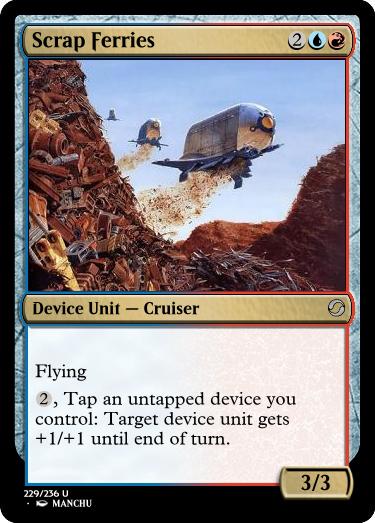 Scrap Ferries 2
Device Unit — Cruiser
Flying
2, Tap an untapped device you
control: Target device unit gets
+1/+1 until end of turn.
3/3
229/236 U
· MANCHU